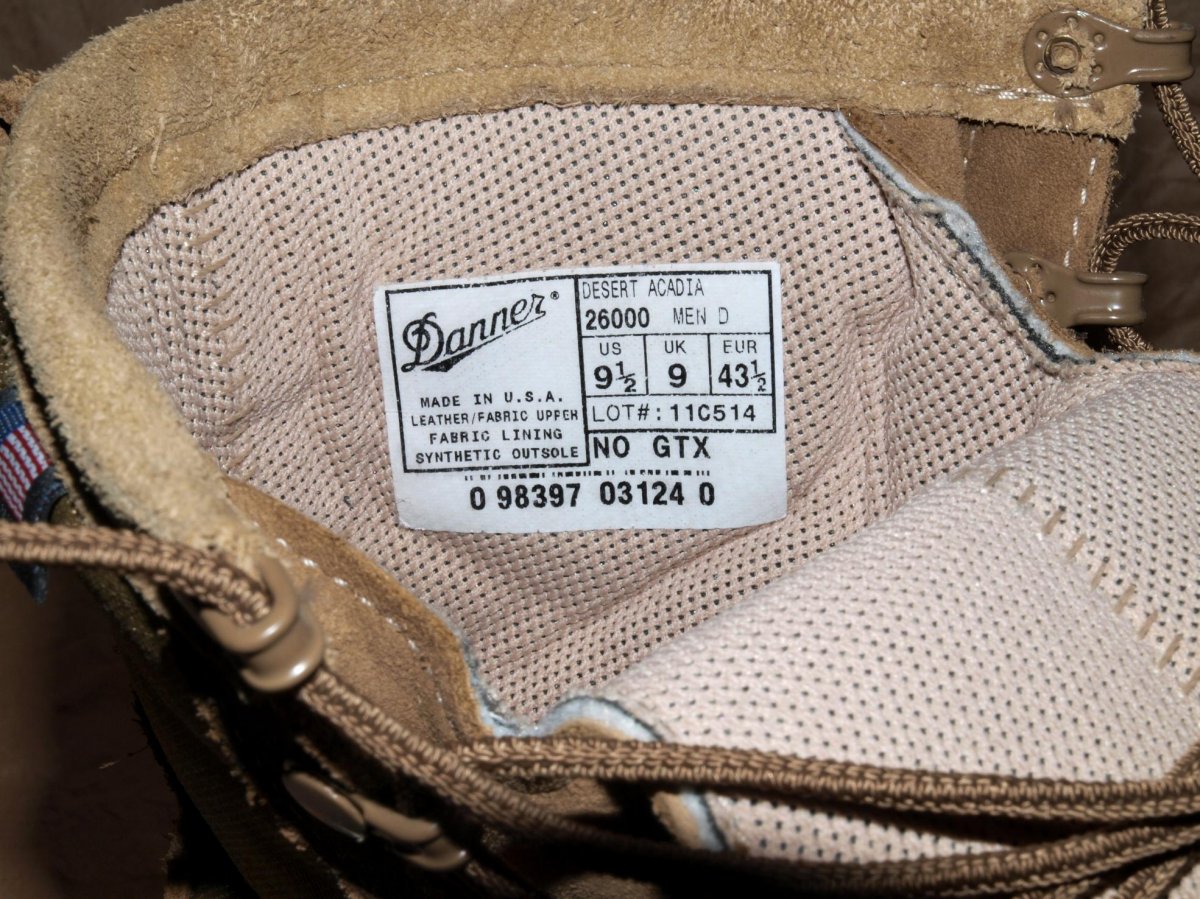 Danner®
MADE IN U.S.A.
LEATHER/FABRIC UPPER
FABRIC LINING
SYNTHETIC OUTSOLE
DESERT ACADIA
26000 MEN D
US UK EUR
9½ 9 43½
LOT#: 11C514
NO GTX
0 98397 03124 0